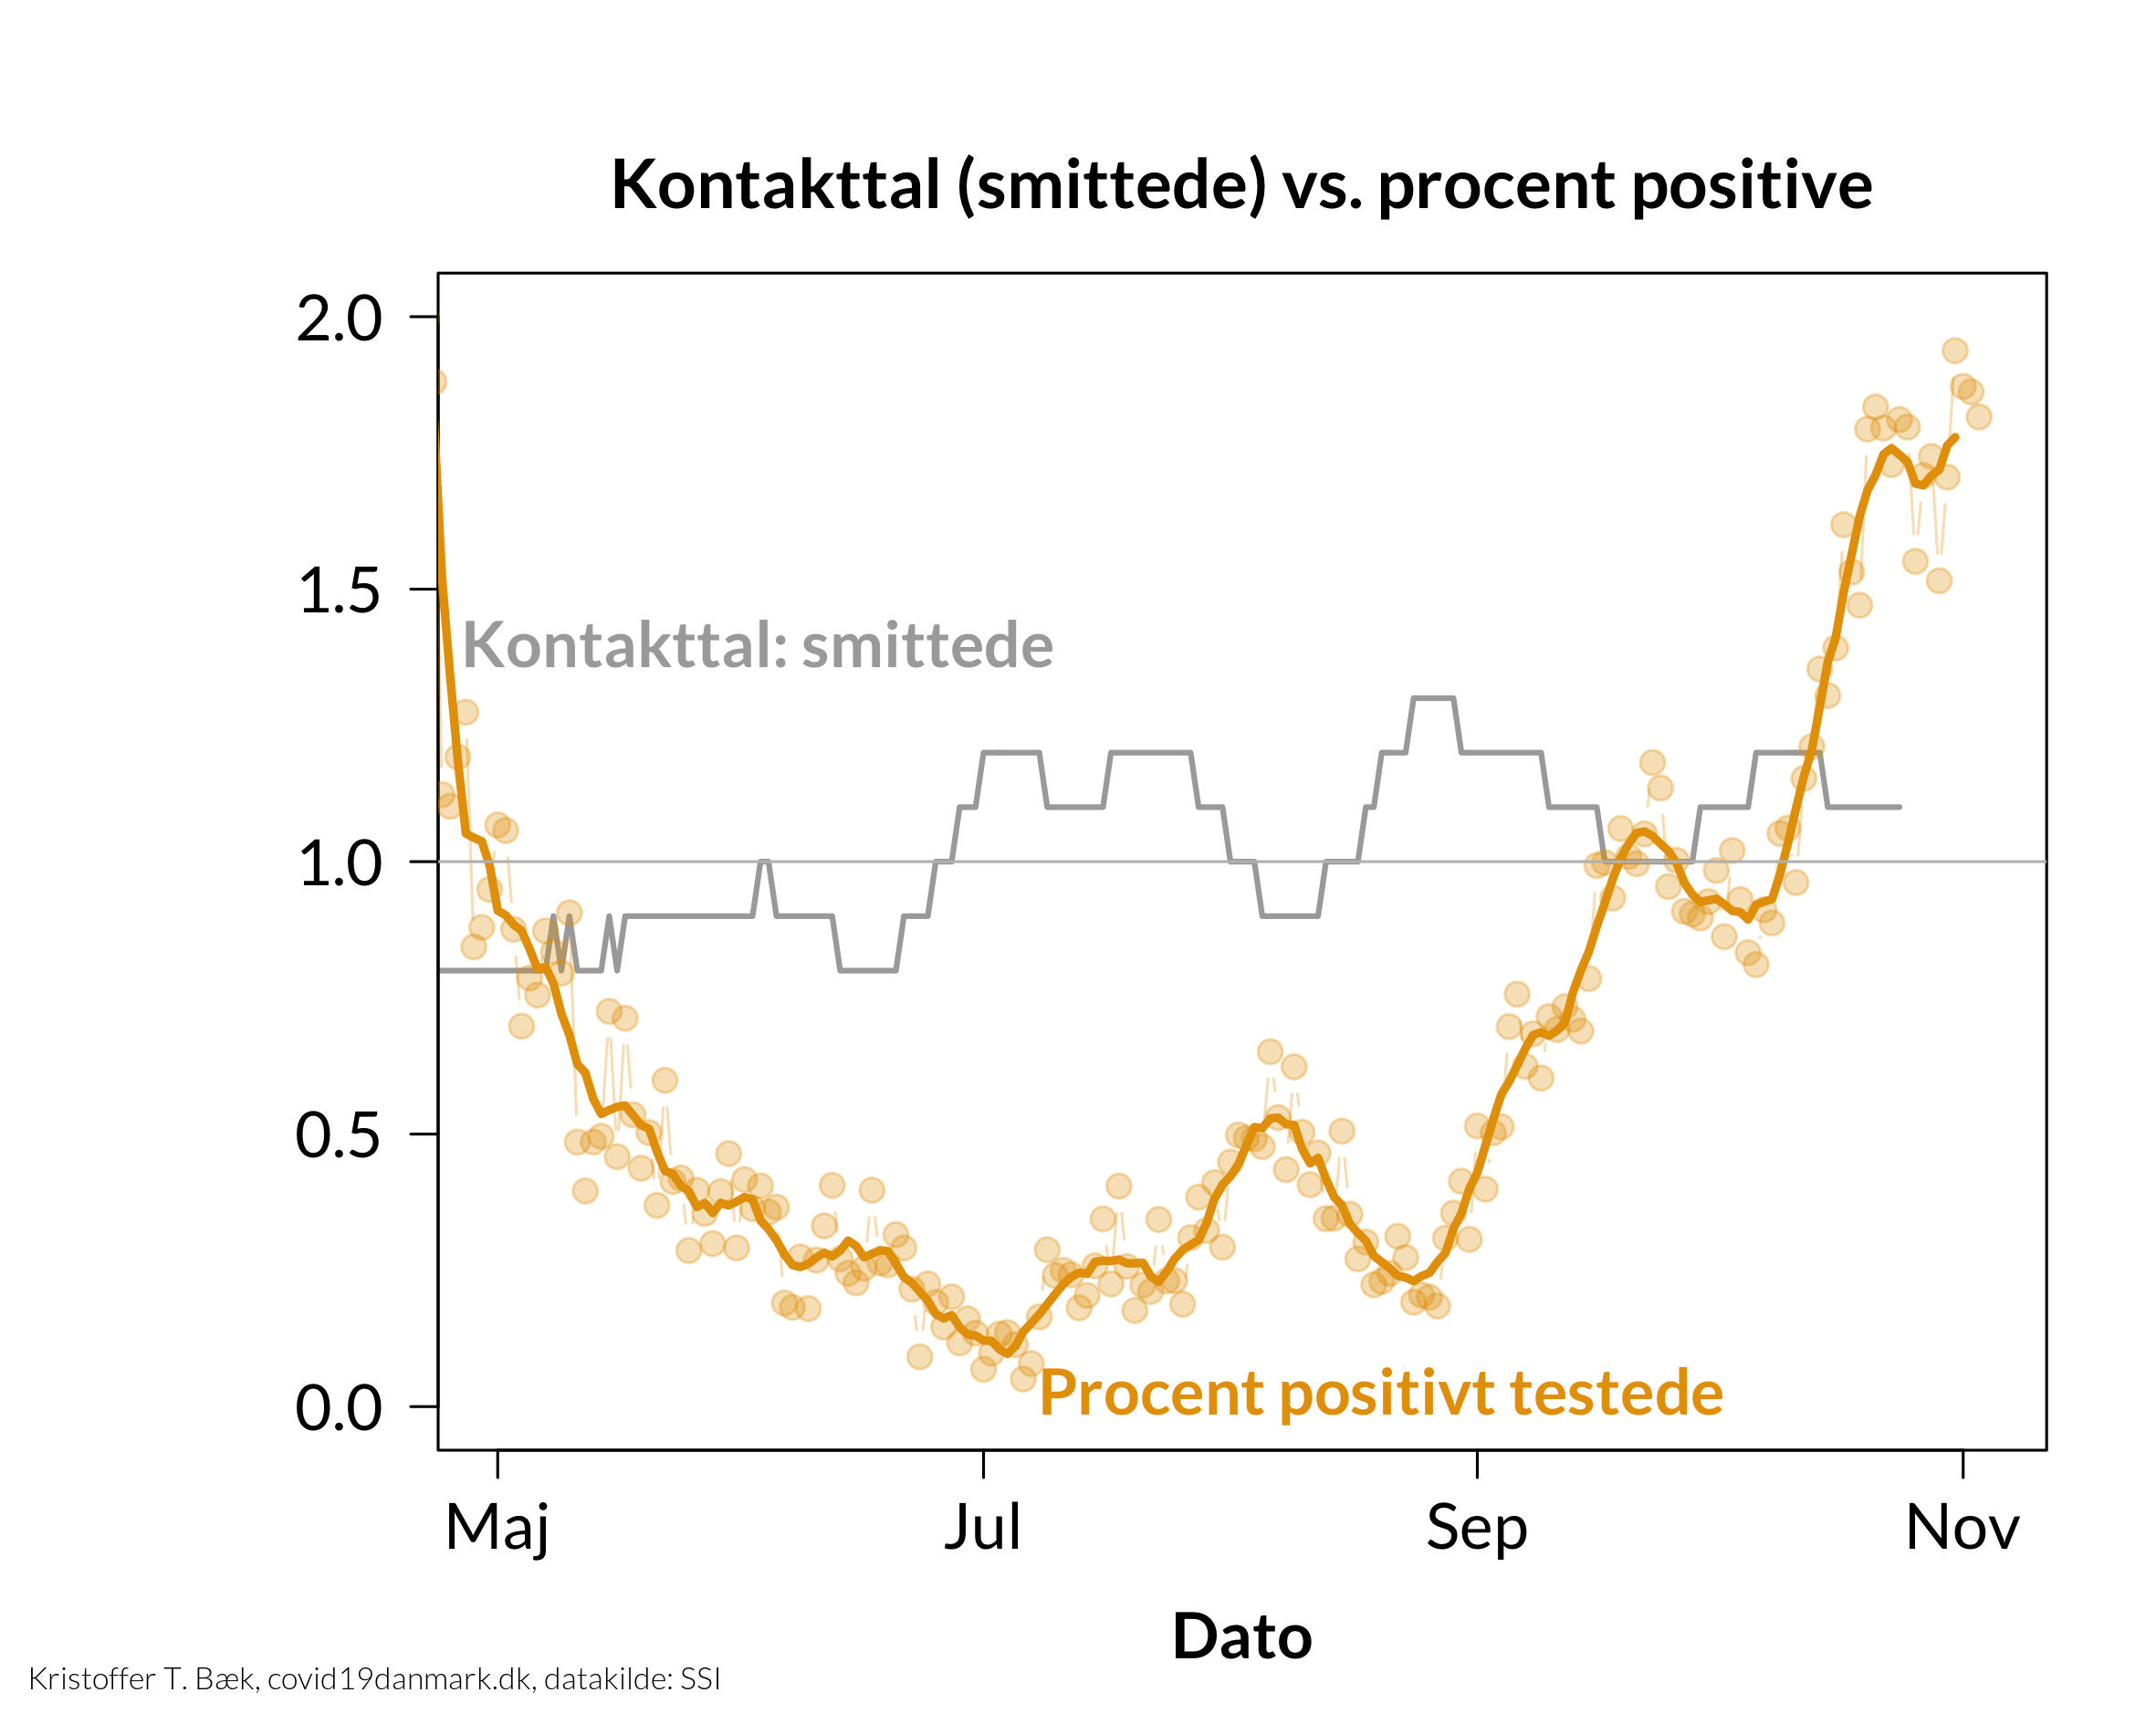 Kontakttal (smittede) vs. procent positive
2.0
1.5
Kontakttal: smittede
1.0
0.5
0.0
Procent positivt testede
Maj Jul Sep Nov
Dato
Kristoffer T. Bæk, covid19danmark.dk, datakilde: SSI